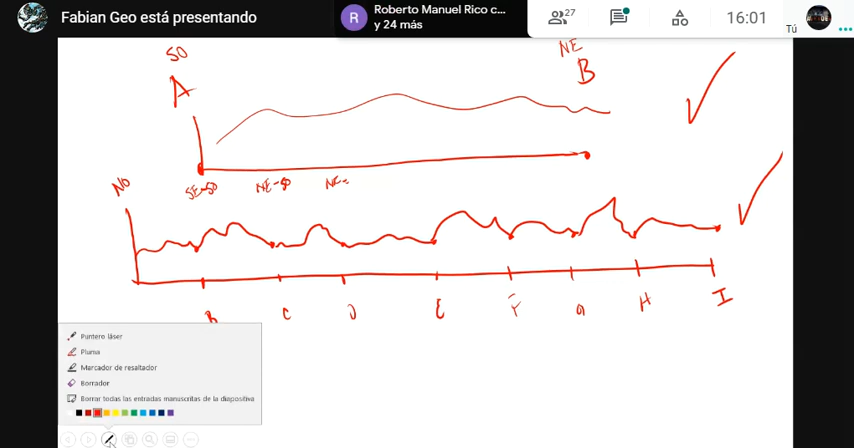 Fabian Geo está presentando
R
Roberto Manuel Rico c...
y 24 más
27
16:01
Tú
SO
A
NE
B
SE-SO
NE-SO
NE-
NO
B
C
D
E
F
G
H
I
Puntero láser
Pluma
Marcador de resaltador
Borrador
Borrar todas las entradas manuscritas de la diapositiva